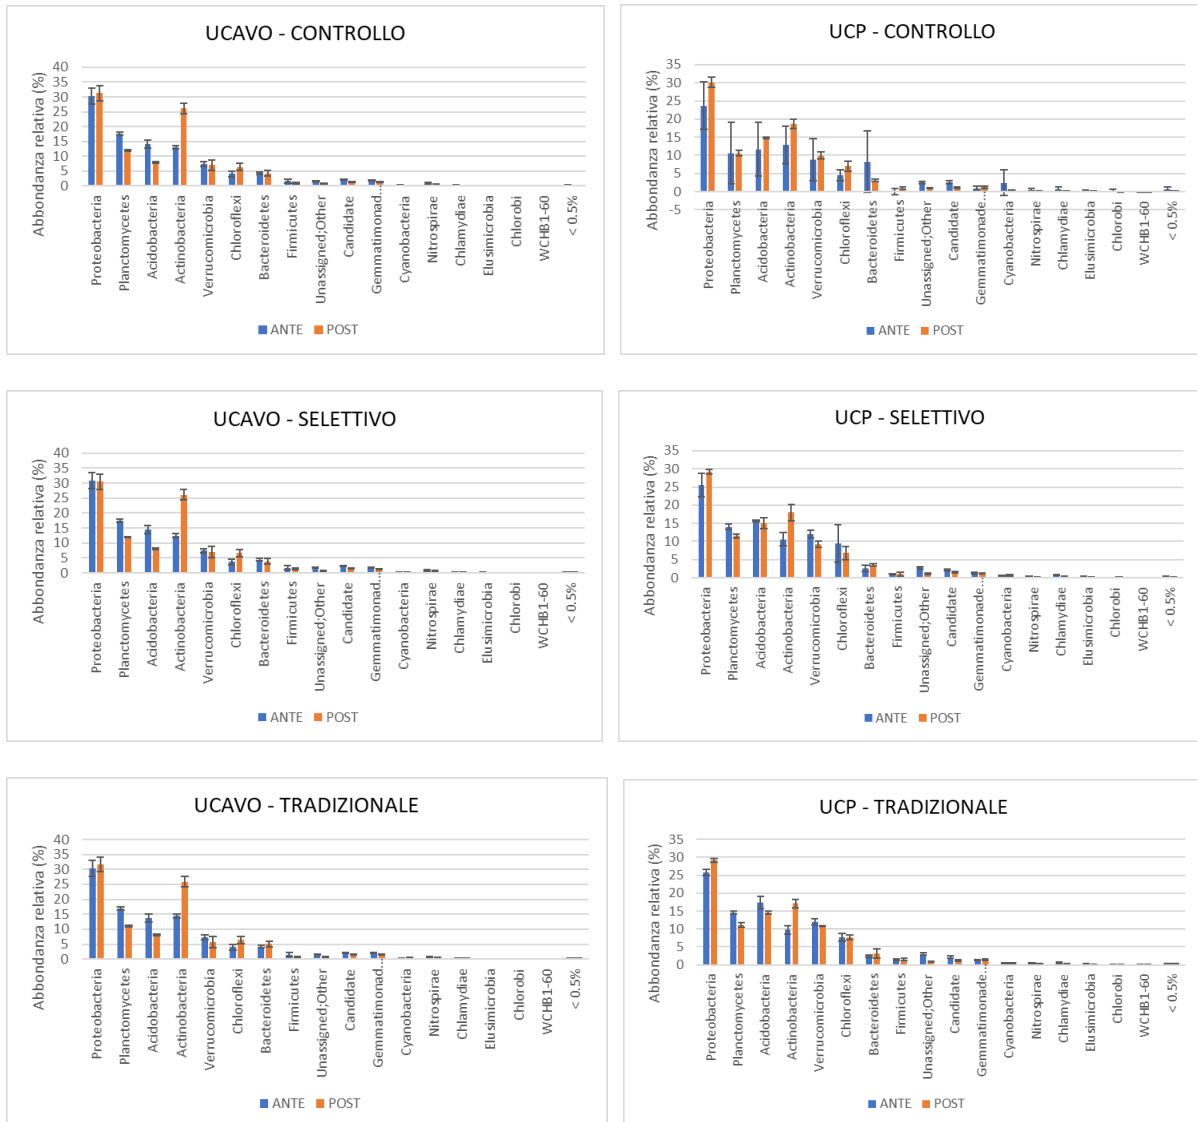 UCAVO - CONTROLLO
Abbondanza relativa (%)
40
35
30
25
20
15
10
5
0
Proteobacteria
Planctomycetes
Acidobacteria
Actinobacteria
Verrucomicrobia
Chloroflexi
Bacteroidetes
Firmicutes
Unassigned;Other
Candidate
Gemmatimonad...
Cyanobacteria
Nitrospirae
Chlamydiae
Elusimicrobia
Chlorobi
WCHB1-60
< 0.5%
ANTE POST
UCP - CONTROLLO
Abbondanza relativa (%)
35
30
25
20
15
10
5
0
-5
Proteobacteria
Planctomycetes
Acidobacteria
Actinobacteria
Verrucomicrobia
Chloroflexi
Bacteroidetes
Firmicutes
Unassigned;Other
Candidate
Gemmatimonade...
Cyanobacteria
Nitrospirae
Chlamydiae
Elusimicrobia
Chlorobi
WCHB1-60
< 0.5%
ANTE POST
UCAVO - SELETTIVO
Abbondanza relativa (%)
40
35
30
25
20
15
10
5
0
Proteobacteria
Planctomycetes
Acidobacteria
Actinobacteria
Verrucomicrobia
Chloroflexi
Bacteroidetes
Firmicutes
Unassigned;Other
Candidate
Gemmatimonad...
Cyanobacteria
Nitrospirae
Chlamydiae
Elusimicrobia
Chlorobi
WCHB1-60
< 0.5%
ANTE POST
UCP - SELETTIVO
Abbondanza relativa (%)
35
30
25
20
15
10
5
0
Proteobacteria
Planctomycetes
Acidobacteria
Actinobacteria
Verrucomicrobia
Chloroflexi
Bacteroidetes
Firmicutes
Unassigned;Other
Candidate
Gemmatimonade...
Cyanobacteria
Nitrospirae
Chlamydiae
Elusimicrobia
Chlorobi
WCHB1-60
< 0.5%
ANTE POST
UCAVO - TRADIZIONALE
Abbondanza relativa (%)
40
35
30
25
20
15
10
5
0
Proteobacteria
Planctomycetes
Acidobacteria
Actinobacteria
Verrucomicrobia
Chloroflexi
Bacteroidetes
Firmicutes
Unassigned;Other
Candidate
Gemmatimonad...
Cyanobacteria
Nitrospirae
Chlamydiae
Elusimicrobia
Chlorobi
WCHB1-60
< 0.5%
ANTE POST
UCP - TRADIZIONALE
Abbondanza relativa (%)
35
30
25
20
15
10
5
0
Proteobacteria
Planctomycetes
Acidobacteria
Actinobacteria
Verrucomicrobia
Chloroflexi
Bacteroidetes
Firmicutes
Unassigned;Other
Candidate
Gemmatimonade...
Cyanobacteria
Nitrospirae
Chlamydiae
Elusimicrobia
Chlorobi
WCHB1-60
< 0.5%
ANTE POST